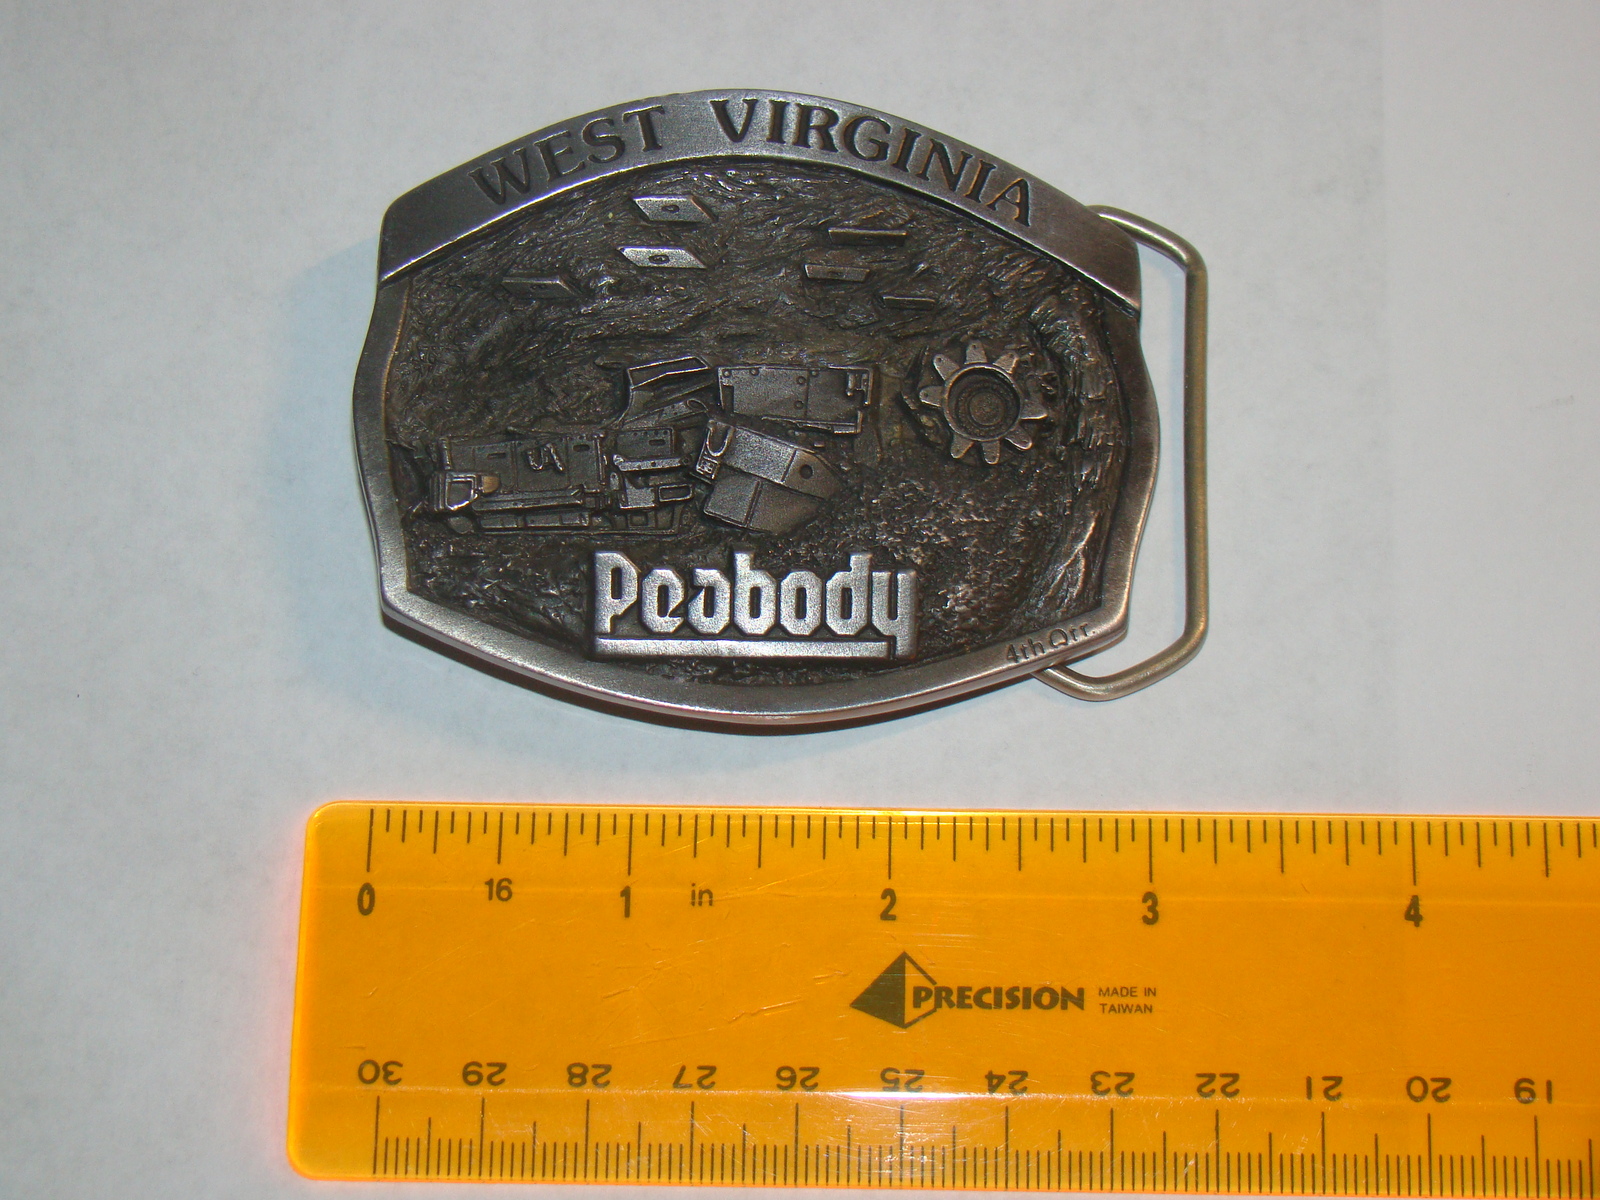 WEST VIRGINIA
Peabody
4th Qtr.
0 16 1 in 2 3 4
PRECISION MADE IN
TAIWAN
30 29 28 27 26 25 24 23 22 21 20 19